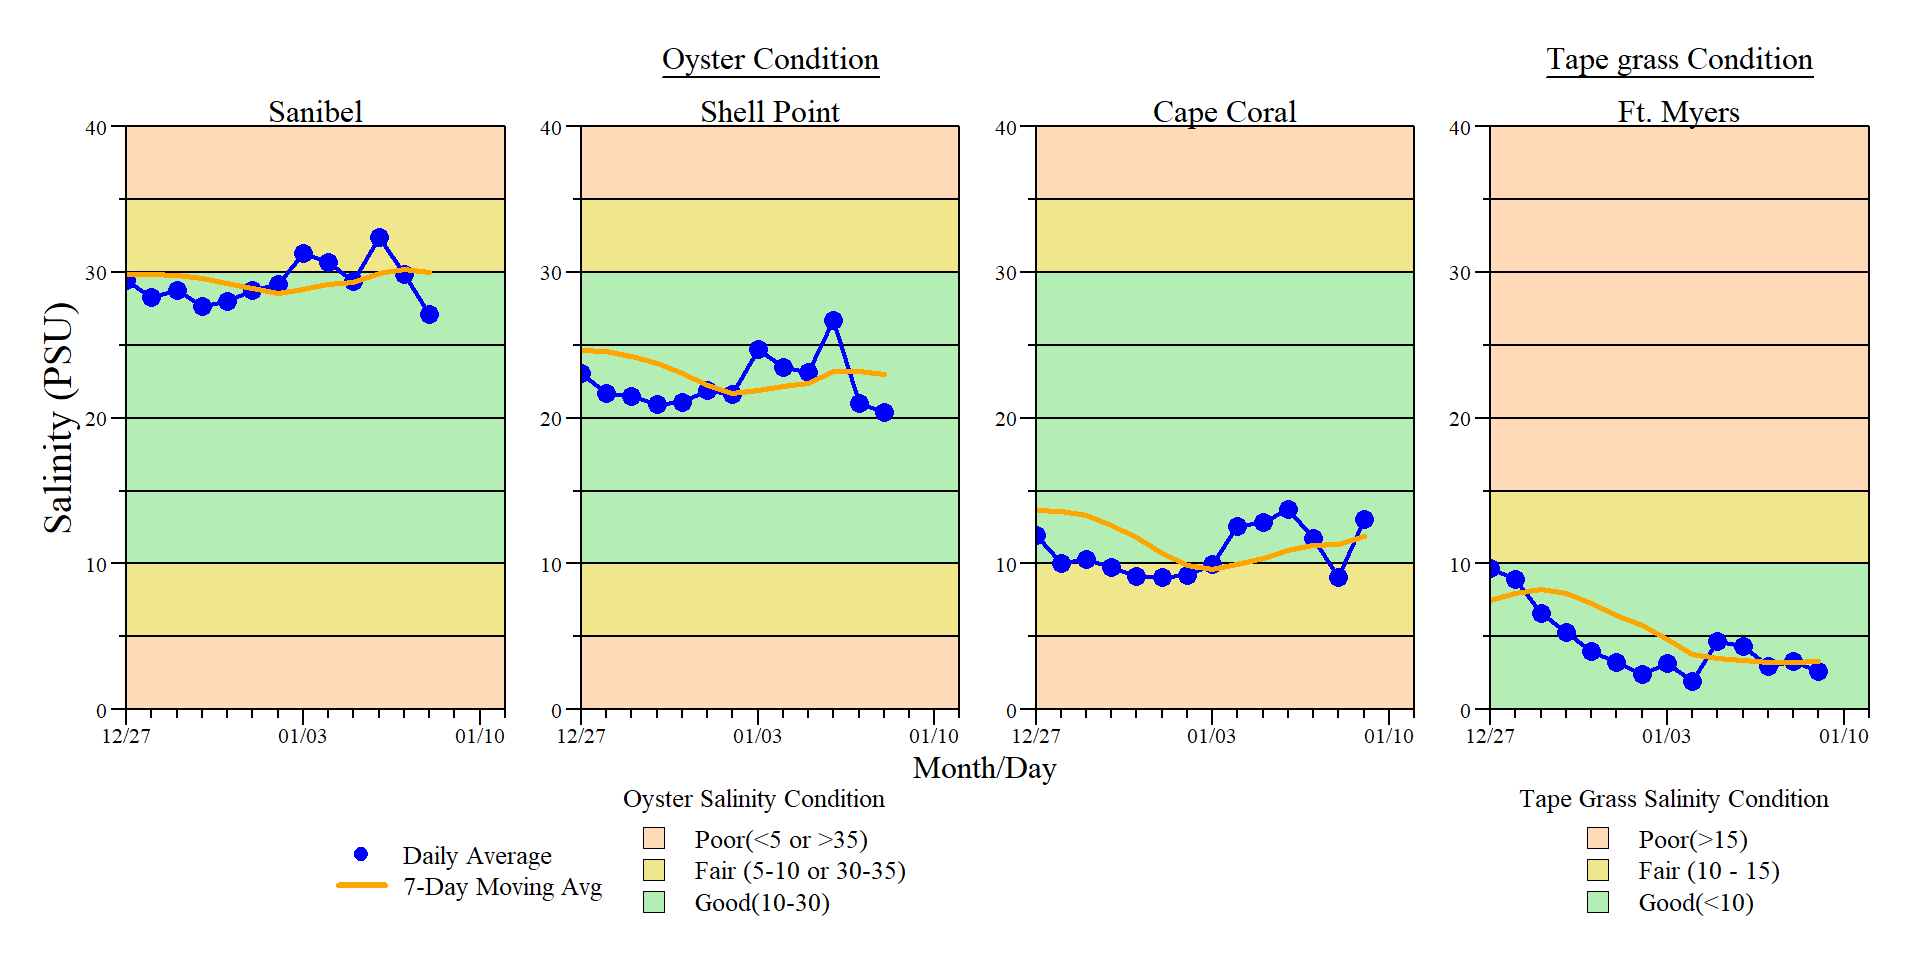 Oyster Condition
Tape grass Condition
Sanibel
Shell Point
Cape Coral
Ft. Myers
Salinity (PSU)
40
30
20
10
0
12/27
01/03
01/10
40
30
20
10
0
12/27
01/03
01/10
40
30
20
10
0
12/27
01/03
01/10
40
30
20
10
0
12/27
01/03
01/10
Month/Day
Daily Average
7-Day Moving Avg
Oyster Salinity Condition
Poor(<5 or >35)
Fair (5-10 or 30-35)
Good(10-30)
Tape Grass Salinity Condition
Poor(>15)
Fair (10 - 15)
Good(<10)